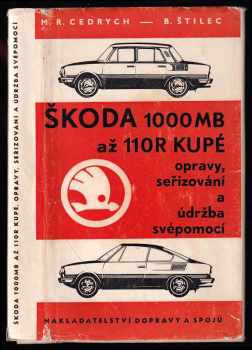 M. R. CEDRYCH — B. ŠTILEC
ŠKODA 1000MB
až 110R KUPÉ
opravy,
seřizování
a
údržba
svépomocí
NAKLADATELSTVÍ DOPRAVY A SPOJŮ
ŠKODA 1000MB AŽ 110R KUPÉ, OPRAVY, SEŘIZOVÁNÍ A ÚDRŽBA SVÉPOMOCÍ